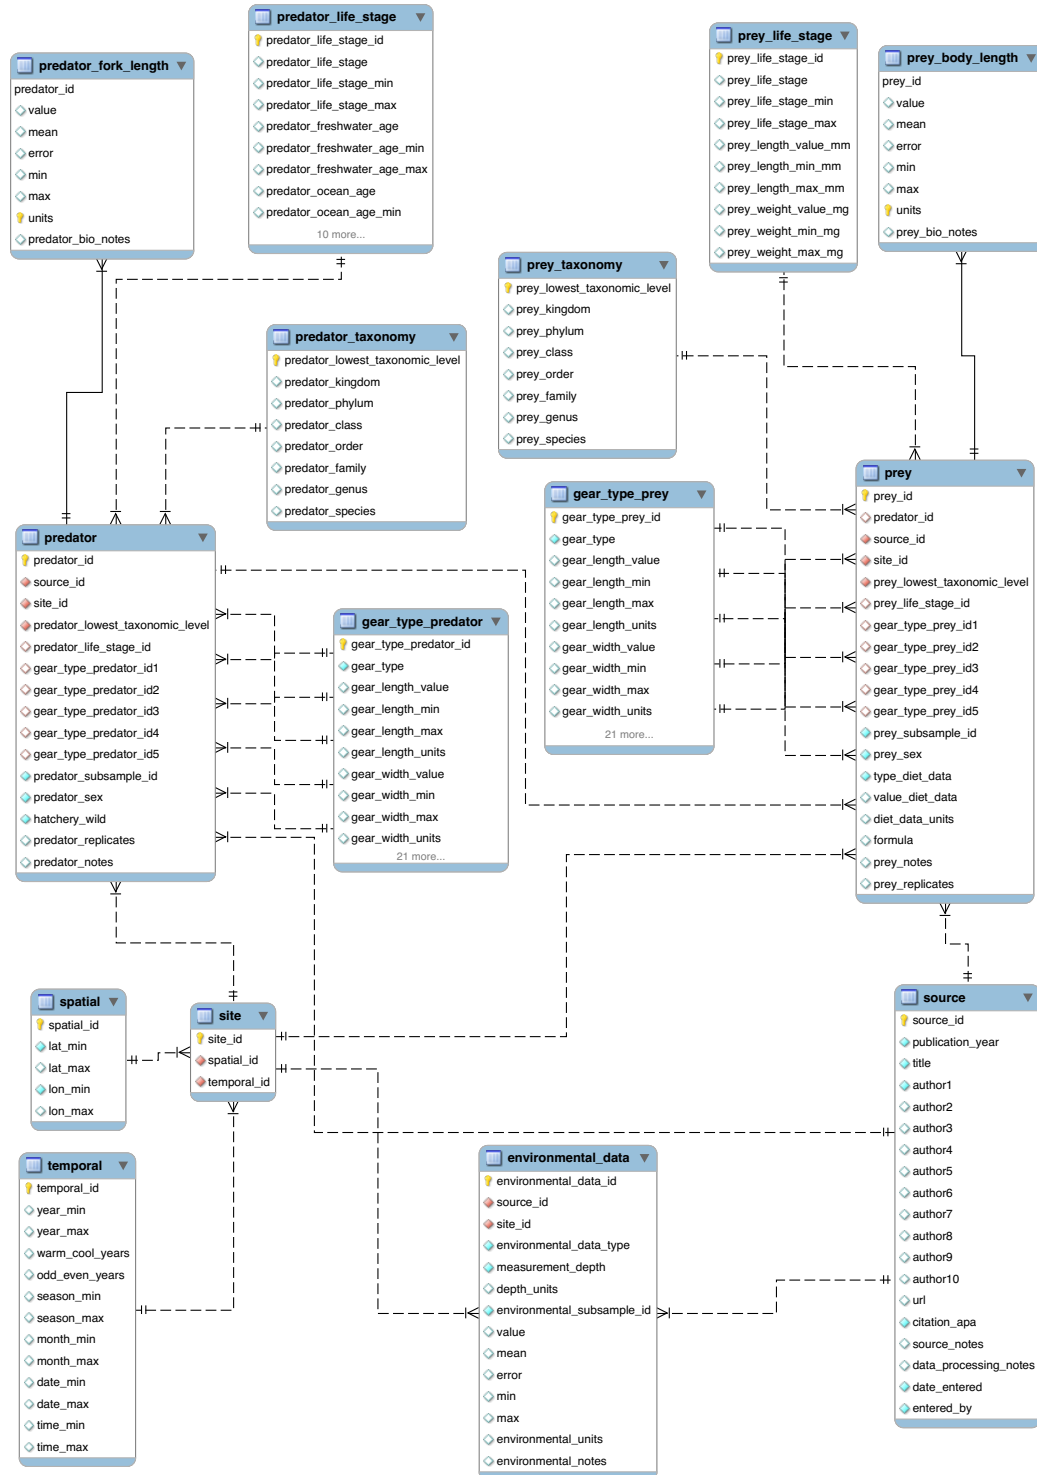 predator_life_stage
predator_life_stage_id
predator_life_stage
predator_life_stage_min
predator_life_stage_max
predator_freshwater_age
predator_freshwater_age_min
predator_freshwater_age_max
predator_ocean_age
predator_ocean_age_min
10 more...
prey_life_stage
prey_life_stage_id
prey_life_stage
prey_life_stage_min
prey_life_stage_max
prey_length_value_mm
prey_length_min_mm
prey_length_max_mm
prey_weight_value_mg
prey_weight_min_mg
prey_weight_max_mg
predator_fork_length
predator_id
value
mean
error
min
max
units
predator_bio_notes
prey_body_length
prey_id
value
mean
error
min
max
units
prey_bio_notes
prey_taxonomy
prey_lowest_taxonomic_level
prey_kingdom
prey_phylum
prey_class
prey_order
prey_family
prey_genus
prey_species
predator_taxonomy
predator_lowest_taxonomic_level
predator_kingdom
predator_phylum
predator_class
predator_order
predator_family
predator_genus
predator_species
prey
prey_id
predator_id
source_id
site_id
prey_lowest_taxonomic_level
prey_life_stage_id
gear_type_prey_id1
gear_type_prey_id2
gear_type_prey_id3
gear_type_prey_id4
gear_type_prey_id5
prey_subsample_id
prey_sex
type_diet_data
value_diet_data
diet_data_units
formula
prey_notes
prey_replicates
gear_type_prey
gear_type_prey_id
gear_type
gear_length_value
gear_length_min
gear_length_max
gear_length_units
gear_width_value
gear_width_min
gear_width_max
gear_width_units
21 more...
predator
predator_id
source_id
site_id
predator_lowest_taxonomic_level
predator_life_stage_id
gear_type_predator_id1
gear_type_predator_id2
gear_type_predator_id3
gear_type_predator_id4
gear_type_predator_id5
predator_subsample_id
predator_sex
hatchery_wild
predator_replicates
predator_notes
gear_type_predator
gear_type_predator_id
gear_type
gear_length_value
gear_length_min
gear_length_max
gear_length_units
gear_width_value
gear_width_min
gear_width_max
gear_width_units
21 more...
spatial
spatial_id
lat_min
lat_max
lon_min
lon_max
site
site_id
spatial_id
temporal_id
source
source_id
publication_year
title
author1
author2
author3
author4
author5
author6
author7
author8
author9
author10
url
citation_apa
source_notes
data_processing_notes
date_entered
entered_by
temporal
temporal_id
year_min
year_max
warm_cool_years
odd_even_years
season_min
season_max
month_min
month_max
date_min
date_max
time_min
time_max
environmental_data
environmental_data_id
source_id
site_id
environmental_data_type
measurement_depth
depth_units
environmental_subsample_id
value
mean
error
min
max
environmental_units
environmental_notes